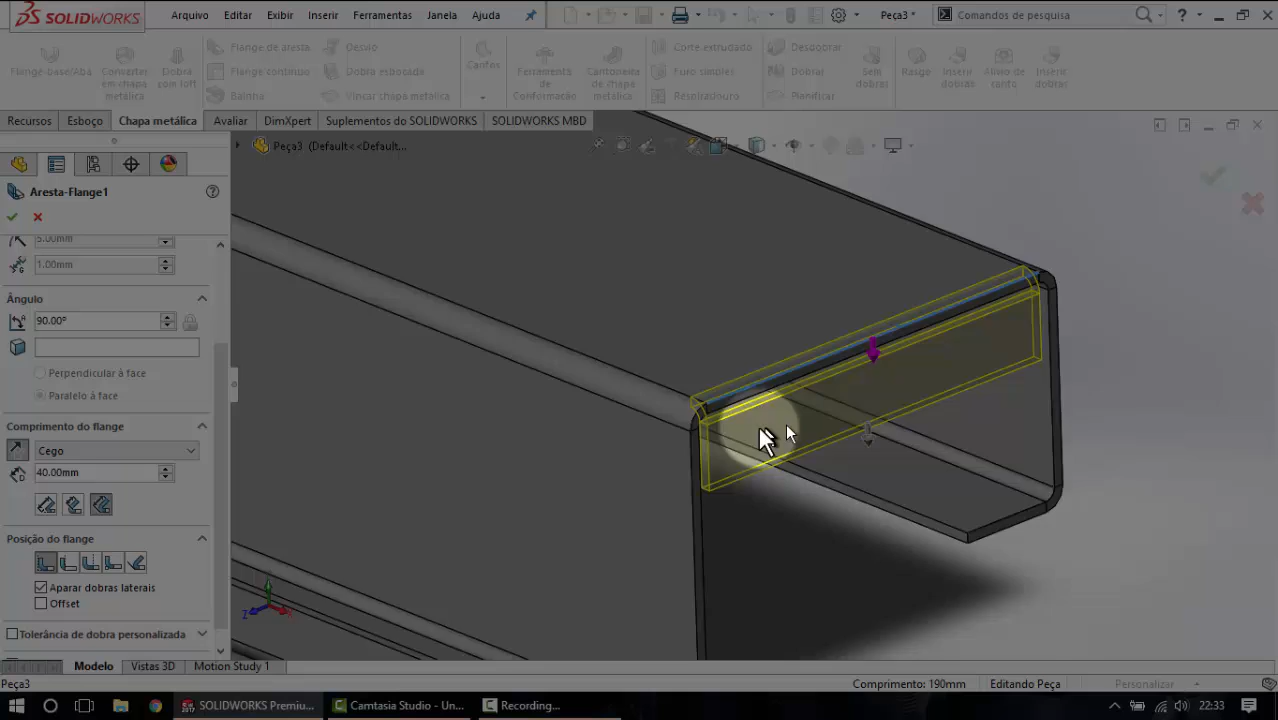 SOLIDWORKS
Arquivo Editar Exibir Inserir Ferramentas Janela Ajuda
Peça3 *
Comandos de pesquisa
Flange-base/Aba
Converter em chapa metálica
Dobra com loft
Flange de aresta
Flange contínuo
Bainha
Desvio
Dobra esboçada
Vincar chapa metálica
Cantos
Ferramenta de Conformação
Cantoneira de chapa metálica
Corte extrudado
Furo simples
Respiradouro
Desdobrar
Dobrar
Planificar
Sem dobras
Rasgo
Inserir dobras
Alívio de canto
Inserir dobras
Recursos Esboço Chapa metálica Avaliar DimXpert Suplementos do SOLIDWORKS SOLIDWORKS MBD
Peça3 (Default<<Default...
Aresta-Flange1
5.00mm
1.00mm
Ângulo
90.00°
Perpendicular à face
Paralelo à face
Comprimento do flange
Cego
40.00mm
Posição do flange
Aparar dobras laterais
Offset
Tolerância de dobra personalizada
Z
Modelo Vistas 3D Motion Study 1
Peça3 Comprimento: 190mm Editando Peça Personalizar
SOLIDWORKS Premiu... Camtasia Studio - Un... Recording... 22:33